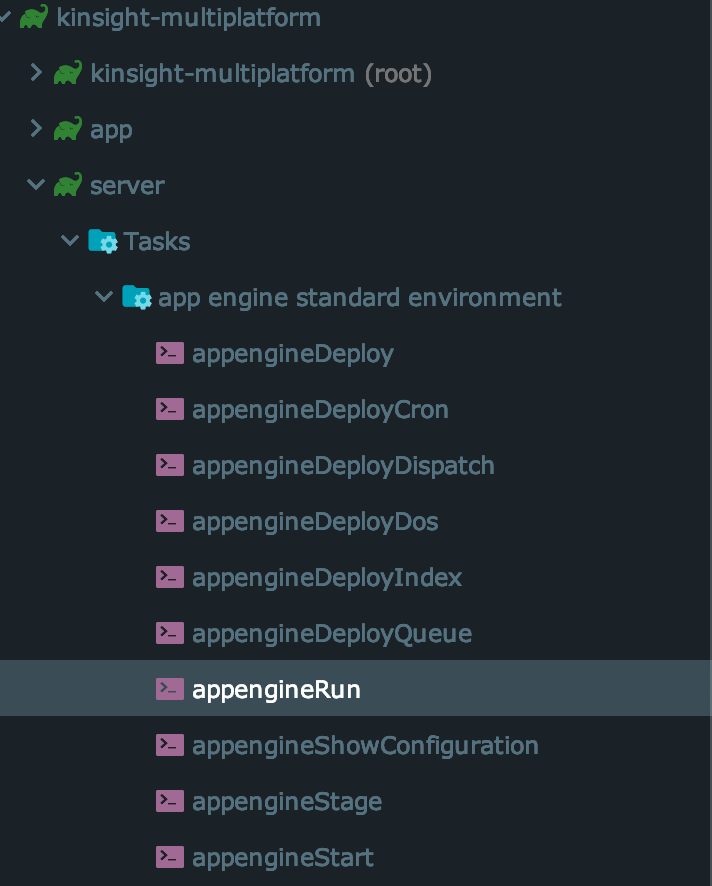 kinsight-multiplatform
kinsight-multiplatform (root)
app
server
Tasks
app engine standard environment
appengineDeploy
appengineDeployCron
appengineDeployDispatch
appengineDeployDos
appengineDeployIndex
appengineDeployQueue
appengineRun
appengineShowConfiguration
appengineStage
appengineStart